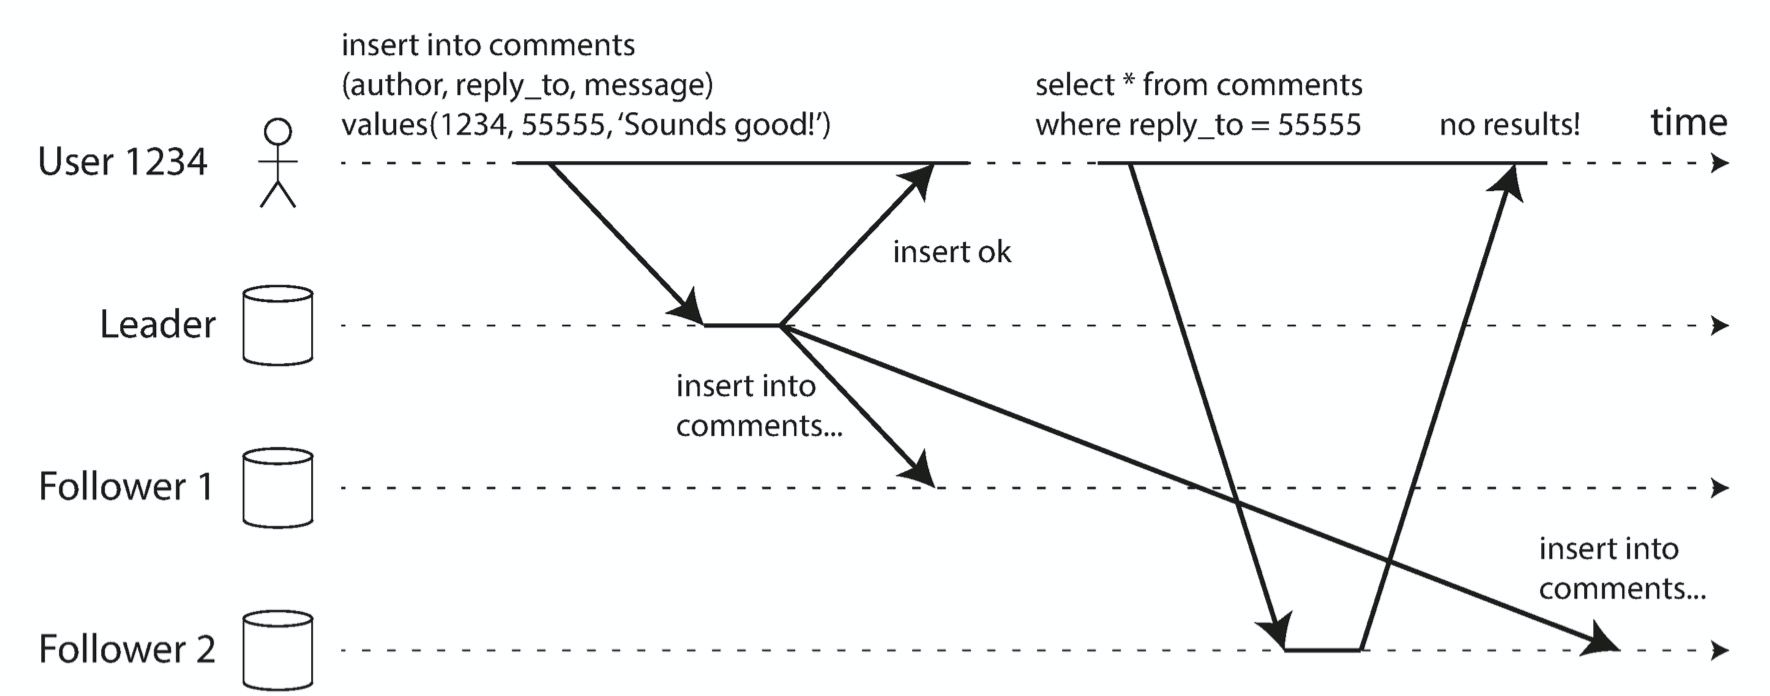 insert into comments
(author, reply_to, message)
values(1234, 55555, ‘Sounds good!’)
select * from comments
where reply_to = 55555
no results!
time
User 1234
insert ok
Leader
insert into
comments...
Follower 1
insert into
comments...
Follower 2